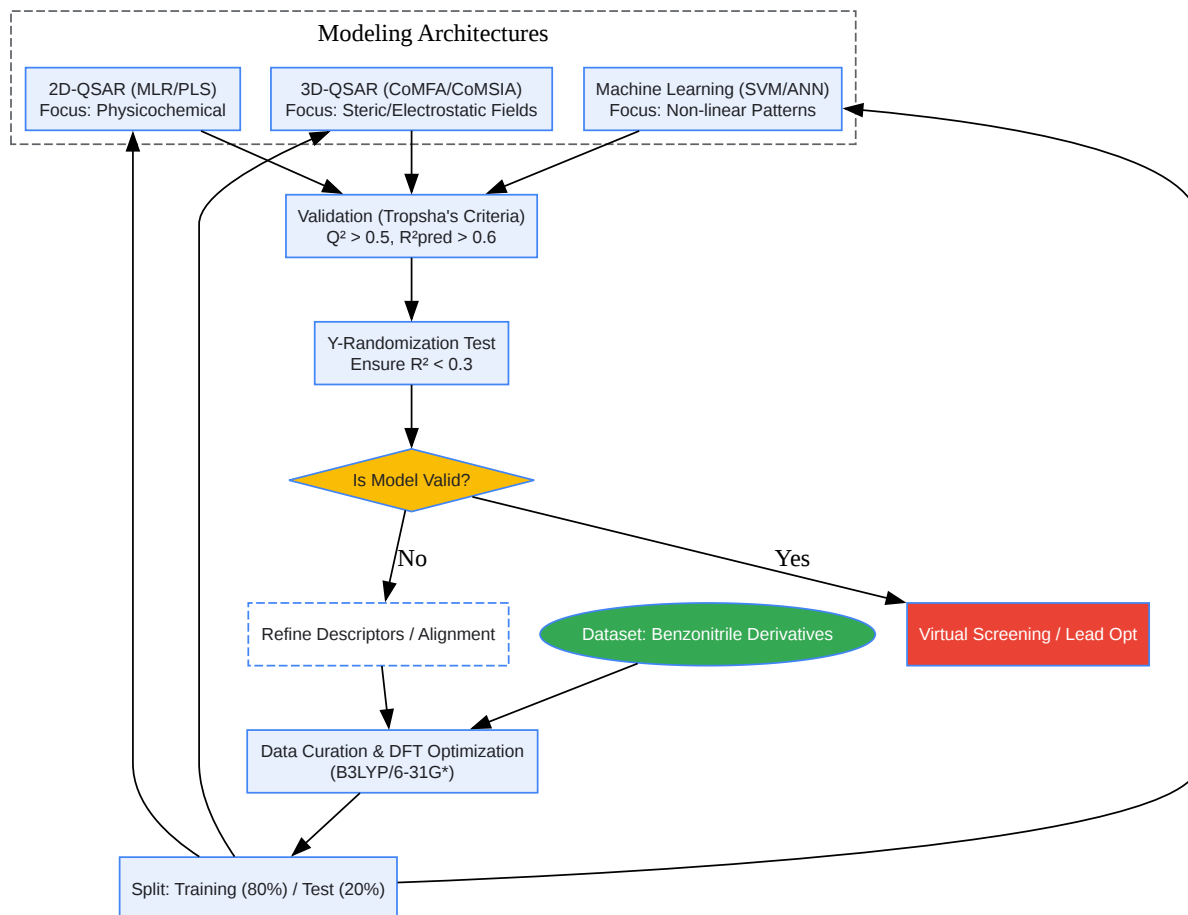 Modeling Architectures
2D-QSAR (MLR/PLS)
Focus: Physicochemical
3D-QSAR (CoMFA/CoMSIA)
Focus: Steric/Electrostatic Fields
Machine Learning (SVM/ANN)
Focus: Non-linear Patterns
Validation (Tropsha's Criteria)
Q² > 0.5, R²pred > 0.6
Y-Randomization Test
Ensure R² < 0.3
Is Model Valid?
No
Yes
Refine Descriptors / Alignment
Dataset: Benzonitrile Derivatives
Virtual Screening / Lead Opt
Data Curation & DFT Optimization
(B3LYP/6-31G*)
Split: Training (80%) / Test (20%)